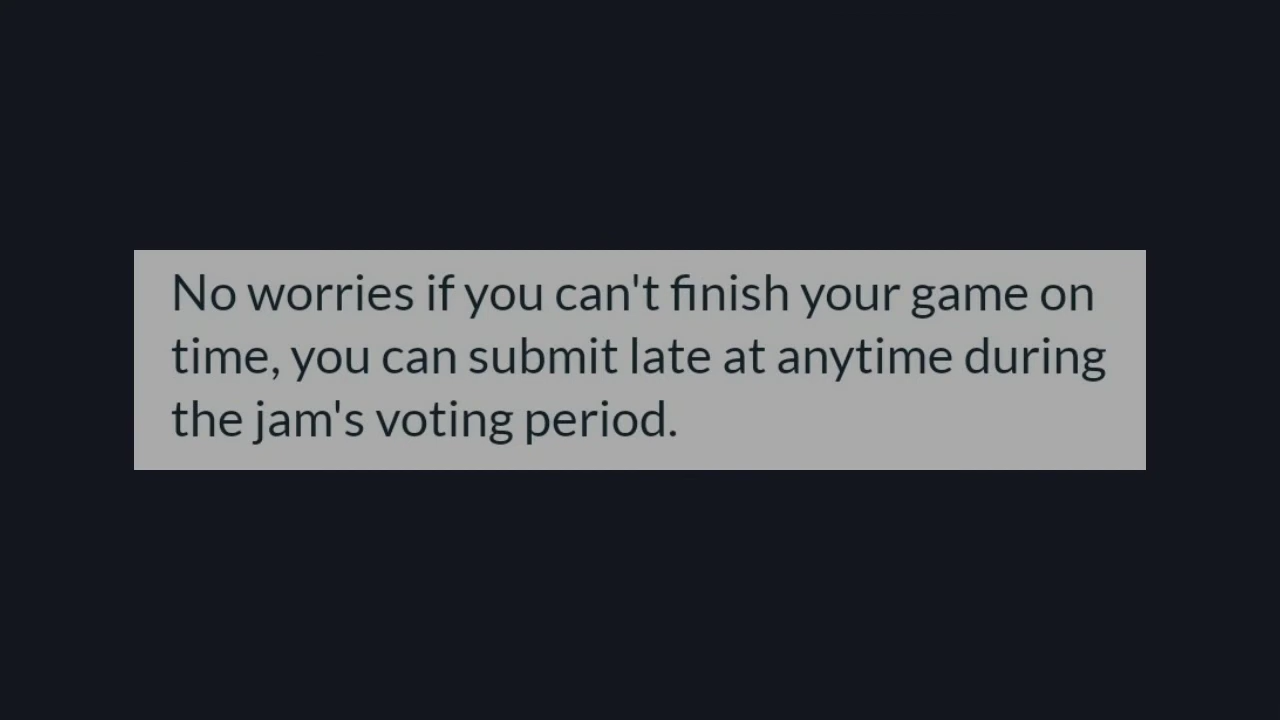 No worries if you can't finish your game on
time, you can submit late at anytime during
the jam's voting period.